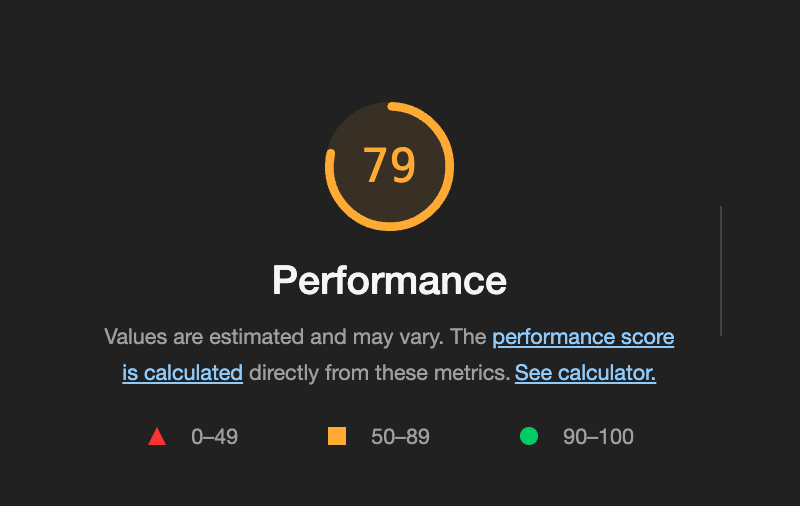 79
Performance
Values are estimated and may vary. The performance score
is calculated directly from these metrics. See calculator.
0–49 50–89 90–100